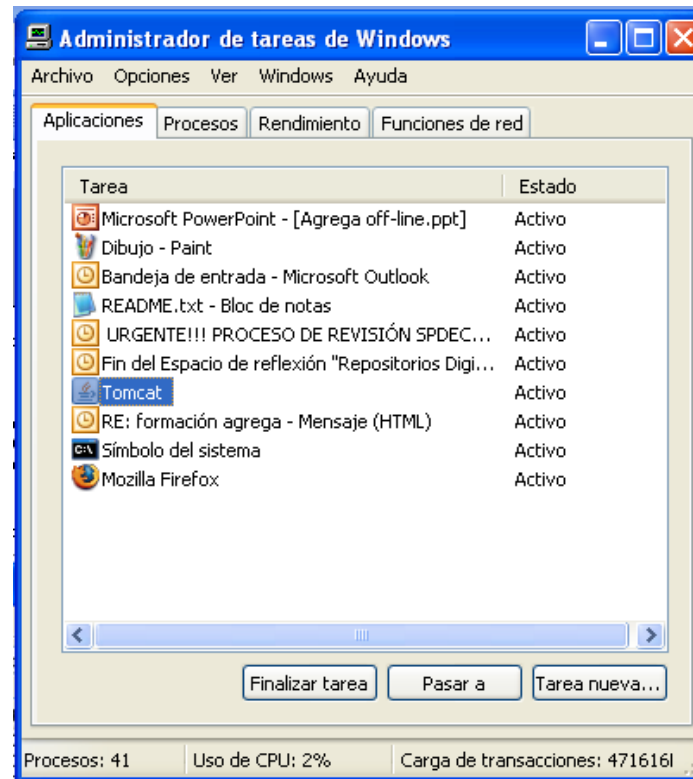 Administrador de tareas de Windows
Archivo Opciones Ver Windows Ayuda
Aplicaciones Procesos Rendimiento Funciones de red
Tarea Estado
Microsoft PowerPoint - [Agrega off-line.ppt] Activo
Dibujo - Paint Activo
Bandeja de entrada - Microsoft Outlook Activo
README.txt - Bloc de notas Activo
URGENTE!!! PROCESO DE REVISIÓN SPDEC... Activo
Fin del Espacio de reflexión "Repositorios Digi... Activo
Tomcat Activo
RE: formación agrega - Mensaje (HTML) Activo
Símbolo del sistema Activo
Mozilla Firefox Activo
Finalizar tarea Pasar a Tarea nueva...
Procesos: 41 Uso de CPU: 2% Carga de transacciones: 471616